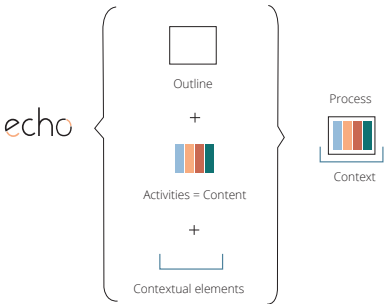 echo
Outline
+
Activities = Content
+
Contextual elements
Process
Context